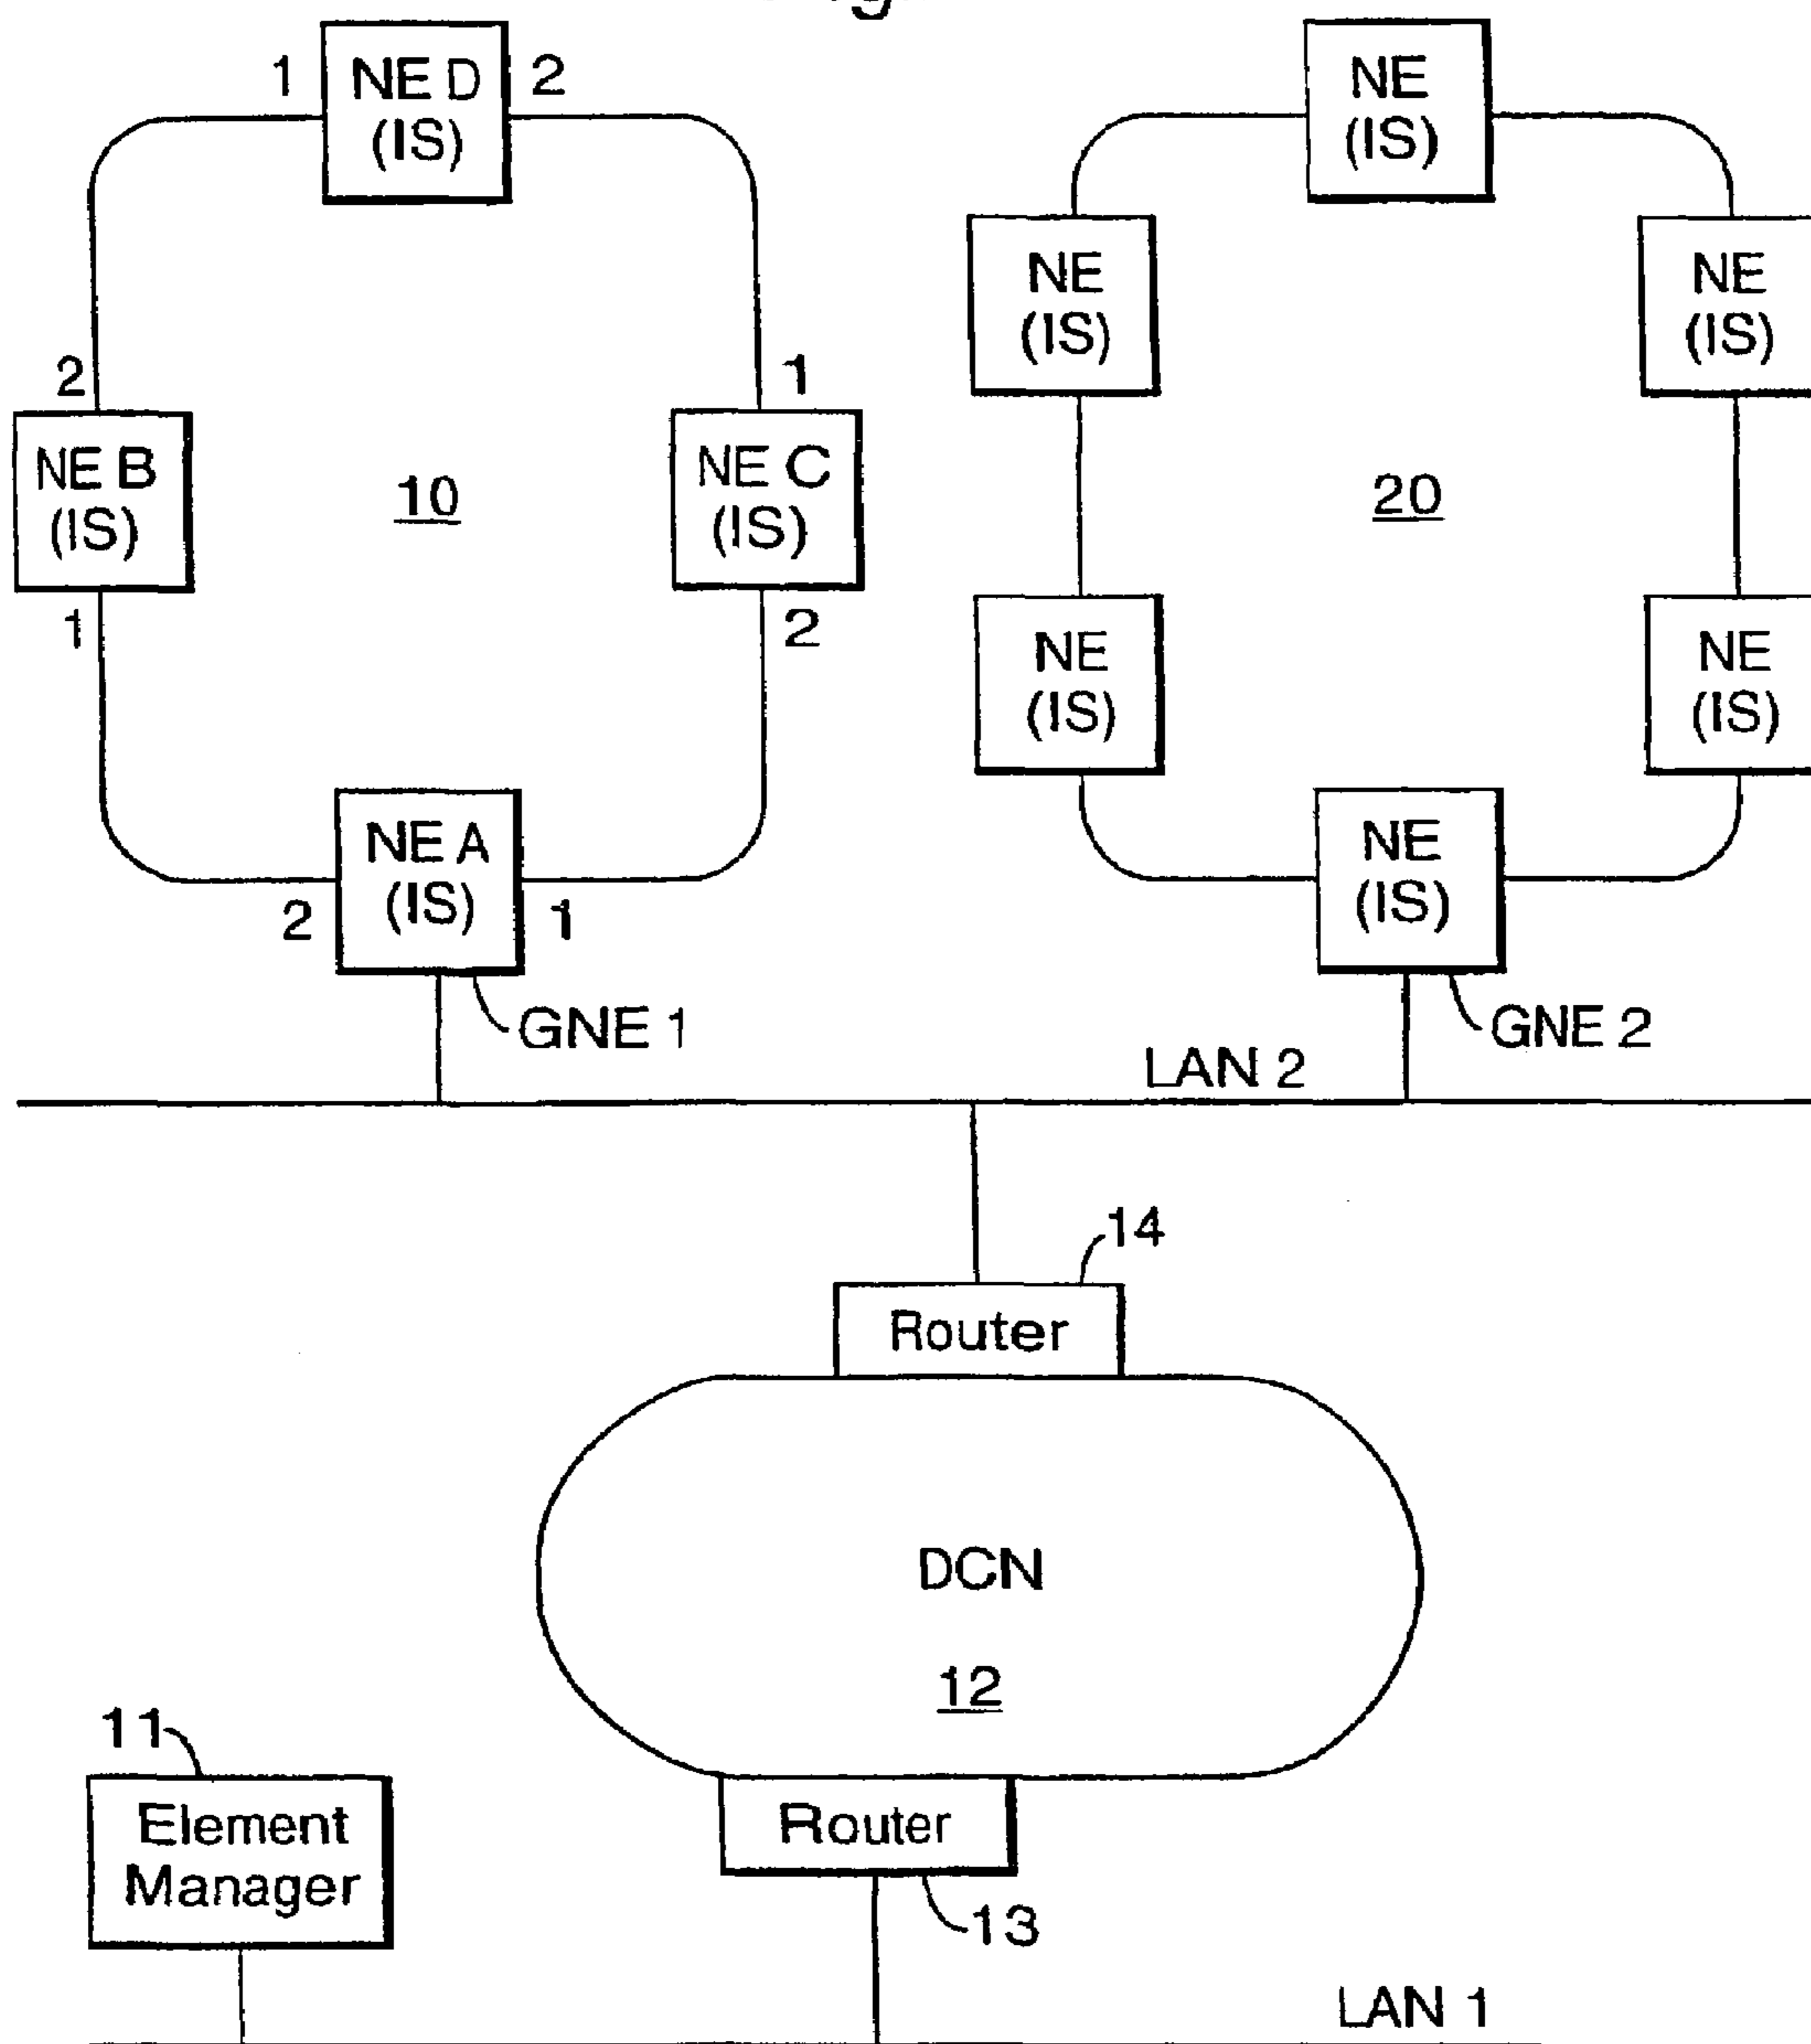 1
NE D
(IS)
2
NE
(IS)
NE
(IS)
NE
(IS)
2
1
NE B
(IS)
10
NE C
(IS)
20
1
2
NE
(IS)
NE
(IS)
NE A
(IS)
2
1
NE
(IS)
GNE 1
GNE 2
LAN 2
14
Router
DCN
12
11
Element
Manager
Router
13
LAN 1